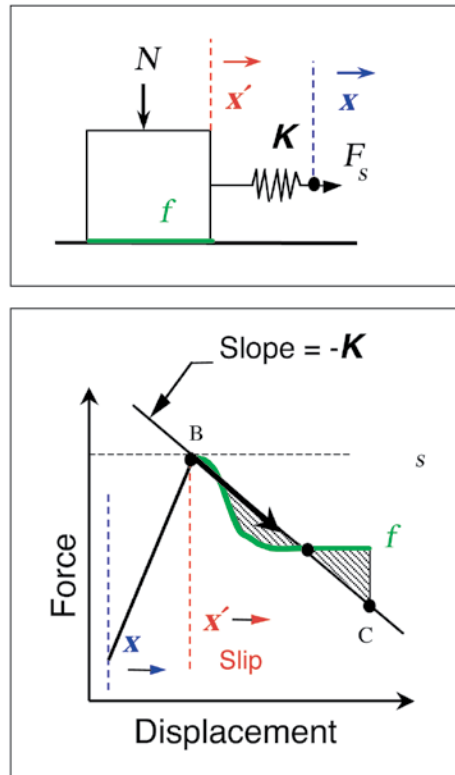 N
x′
x
K
F
s
f
Slope = -K
B
s
f
Force
x
x′
Slip
C
Displacement